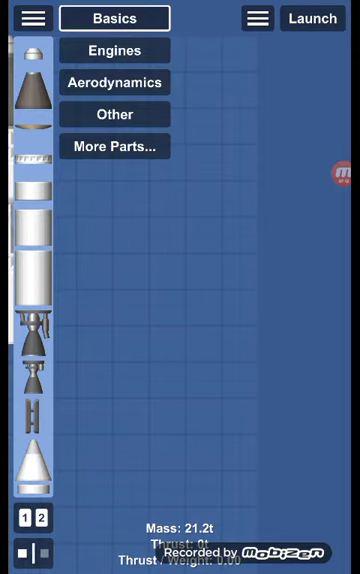 Basics
Launch
Engines
Aerodynamics
Other
More Parts...
1 2
Mass: 21.2t
Thrust: 0t
Thrust / Weight: 0.00
Recorded by MOBIZEN